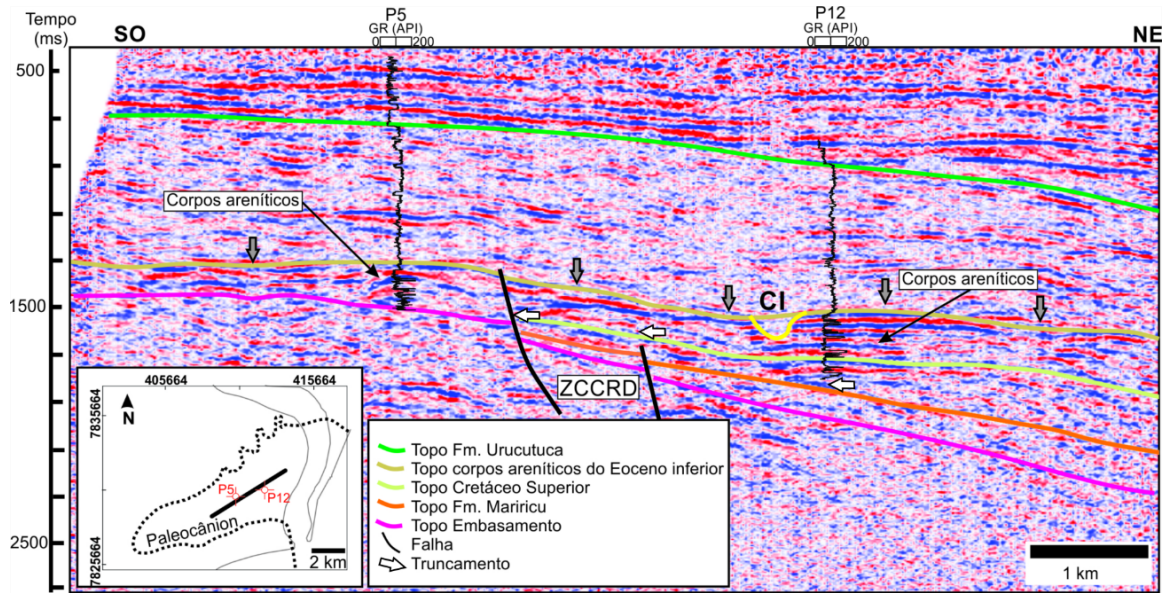 Tempo
(ms)
SO
P5
GR (API)
0 200
P12
GR (API)
0 200
NE
500
Corpos areníticos
Corpos areníticos
CI
1500
ZCCRD
405664
415664
7835664
N
P5
P12
Paleocânion
7825664
2 km
Topo Fm. Urucutuca
Topo corpos areníticos do Eoceno inferior
Topo Cretáceo Superior
Topo Fm. Mariricu
Topo Embasamento
Falha
Truncamento
2500
1 km